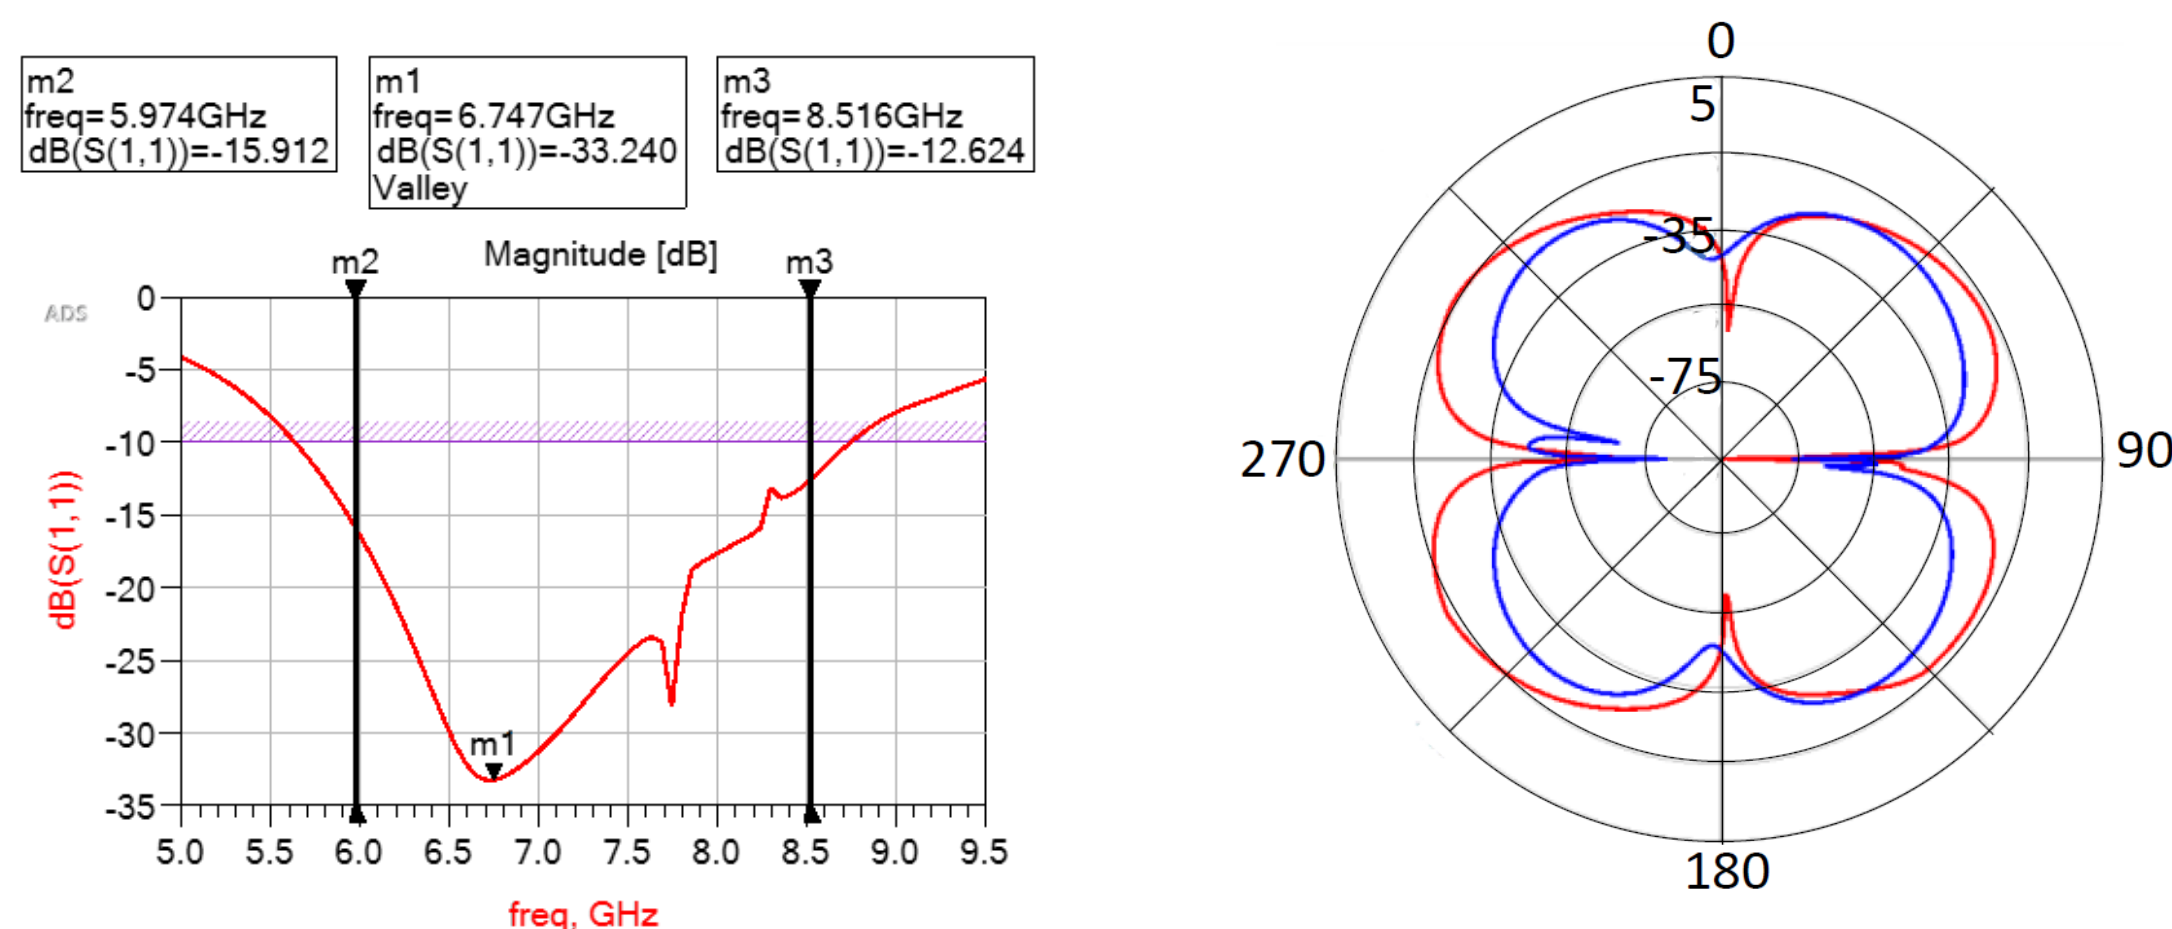 m2
freq=5.974GHz
dB(S(1,1))=-15.912
m1
freq=6.747GHz
dB(S(1,1))=-33.240
Valley
m3
freq=8.516GHz
dB(S(1,1))=-12.624
Magnitude [dB]
m2
m3
ADS
0
-5
-10
-15
-20
-25
-30
-35
dB(S(1,1))
m1
5.0 5.5 6.0 6.5 7.0 7.5 8.0 8.5 9.0 9.5
freq, GHz
0
5
-35
-75
270
90
180